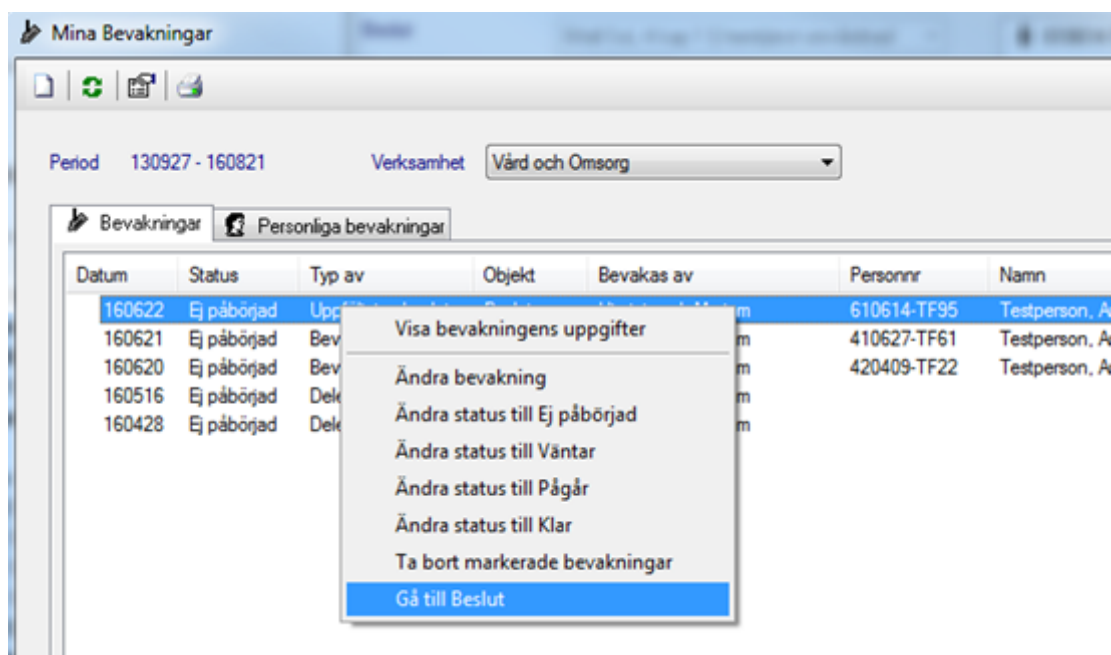 Mina Bevakningar
Period 130927 - 160821 Verksamhet Vård och Omsorg
Bevakningar Personliga bevakningar
Datum Status Typ av Objekt Bevakas av Personnr Namn
160622 Ej påbörjad 610614-TF95 Testperson, A
160621 Ej påbörjad Bev m 410627-TF61 Testperson, A
160620 Ej påbörjad Bev m 420409-TF22 Testperson, A
160516 Ej påbörjad Dele m
160428 Ej påbörjad Dele m
Visa bevakningens uppgifter
Ändra bevakning
Ändra status till Ej påbörjad
Ändra status till Väntar
Ändra status till Pågår
Ändra status till Klar
Ta bort markerade bevakningar
Gå till Beslut